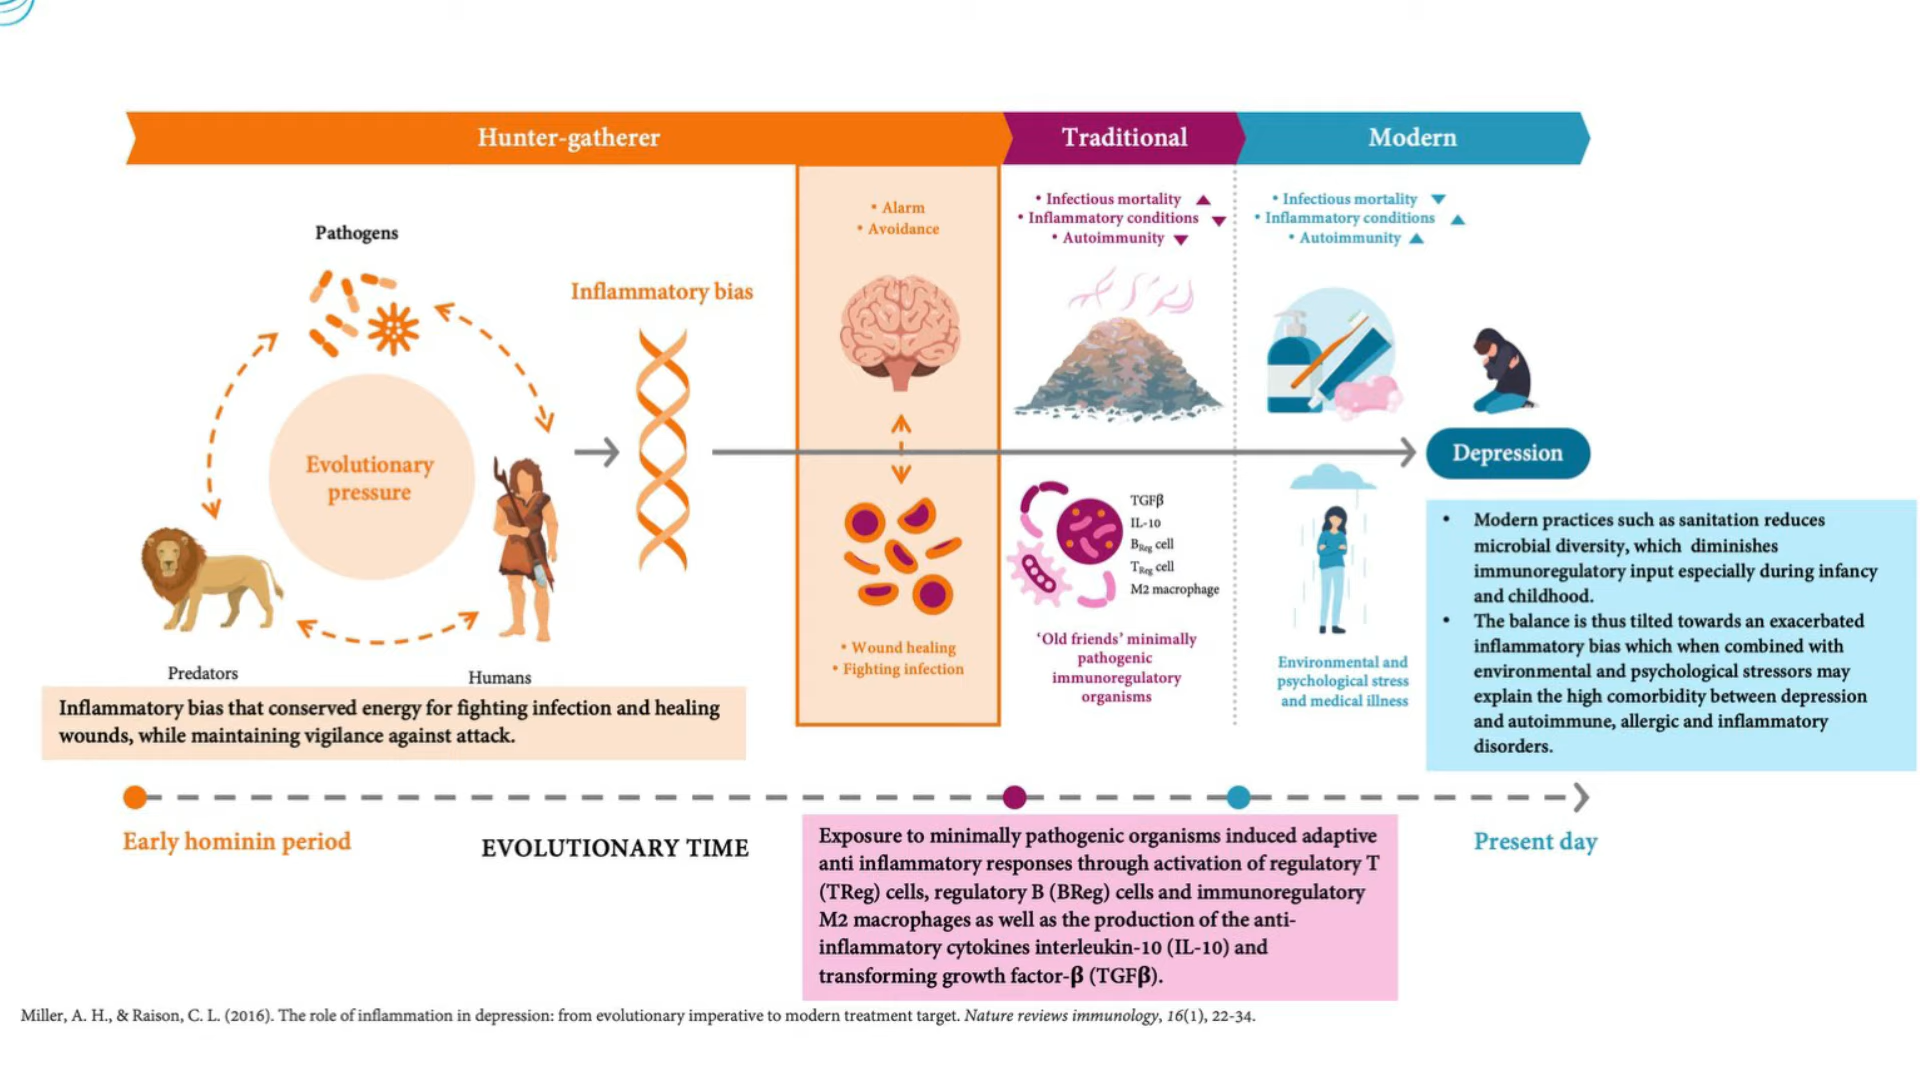 Hunter-gatherer
Traditional
Modern
Pathogens
Evolutionary
pressure
Predators
Humans
Inflammatory bias
• Alarm
• Avoidance
• Wound healing
• Fighting infection
• Infectious mortality ▲
• Inflammatory conditions ▼
• Autoimmunity ▼
TGFβ
IL-10
BReg cell
TReg cell
M2 macrophage
‘Old friends’ minimally
pathogenic
immunoregulatory
organisms
• Infectious mortality ▼
• Inflammatory conditions ▲
• Autoimmunity ▲
Environmental and
psychological stress
and medical illness
Depression
Inflammatory bias that conserved energy for fighting infection and healing
wounds, while maintaining vigilance against attack.
• Modern practices such as sanitation reduces
microbial diversity, which diminishes
immunoregulatory input especially during infancy
and childhood.
• The balance is thus tilted towards an exacerbated
inflammatory bias which when combined with
environmental and psychological stressors may
explain the high comorbidity between depression
and autoimmune, allergic and inflammatory
disorders.
Early hominin period
EVOLUTIONARY TIME
Present day
Exposure to minimally pathogenic organisms induced adaptive
anti inflammatory responses through activation of regulatory T
(TReg) cells, regulatory B (BReg) cells and immunoregulatory
M2 macrophages as well as the production of the anti-
inflammatory cytokines interleukin-10 (IL-10) and
transforming growth factor-β (TGFβ).
Miller, A. H., & Raison, C. L. (2016). The role of inflammation in depression: from evolutionary imperative to modern treatment target. Nature reviews immunology, 16(1), 22-34.